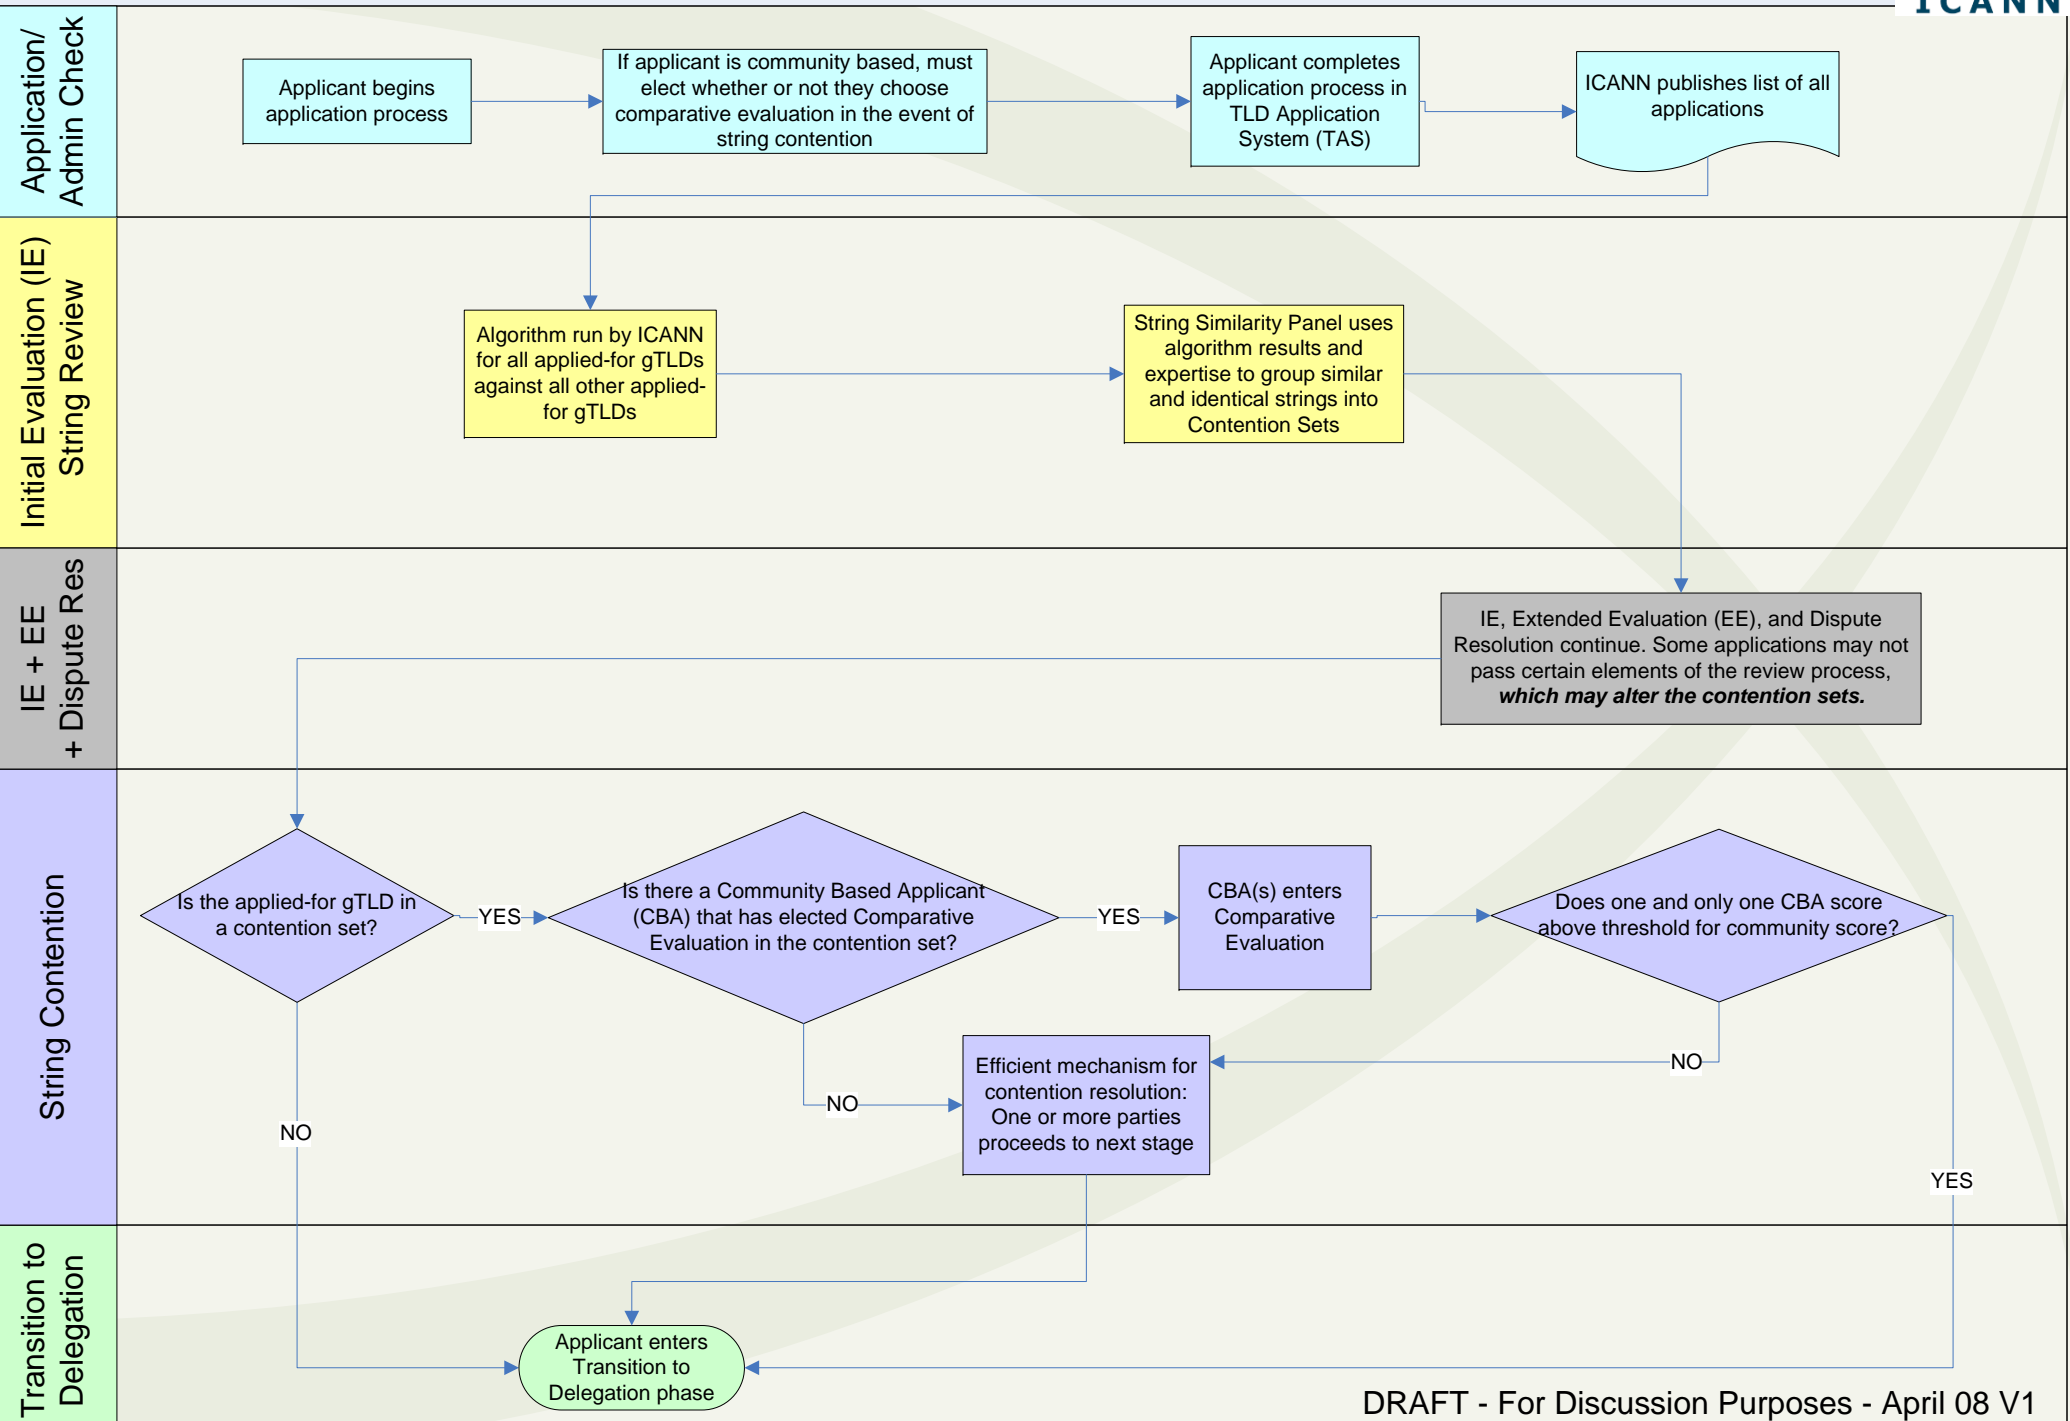 ICANN
Application/
Admin Check
Applicant begins
application process
If applicant is community based, must
elect whether or not they choose
comparative evaluation in the event of
string contention
Applicant completes
application process in
TLD Application
System (TAS)
ICANN publishes list of all
applications
Initial Evaluation (IE)
String Review
Algorithm run by ICANN
for all applied-for gTLDs
against all other applied-
for gTLDs
String Similarity Panel uses
algorithm results and
expertise to group similar
and identical strings into
Contention Sets
IE + EE
+ Dispute Res
IE, Extended Evaluation (EE), and Dispute
Resolution continue. Some applications may not
pass certain elements of the review process,
which may alter the contention sets.
String Contention
Is the applied-for gTLD in
a contention set?
YES
Is there a Community Based Applicant
(CBA) that has elected Comparative
Evaluation in the contention set?
YES
CBA(s) enters
Comparative
Evaluation
Does one and only one CBA score
above threshold for community score?
NO
NO
Efficient mechanism for
contention resolution:
One or more parties
proceeds to next stage
NO
YES
Transition to
Delegation
Applicant enters
Transition to
Delegation phase
DRAFT - For Discussion Purposes - April 08 V1